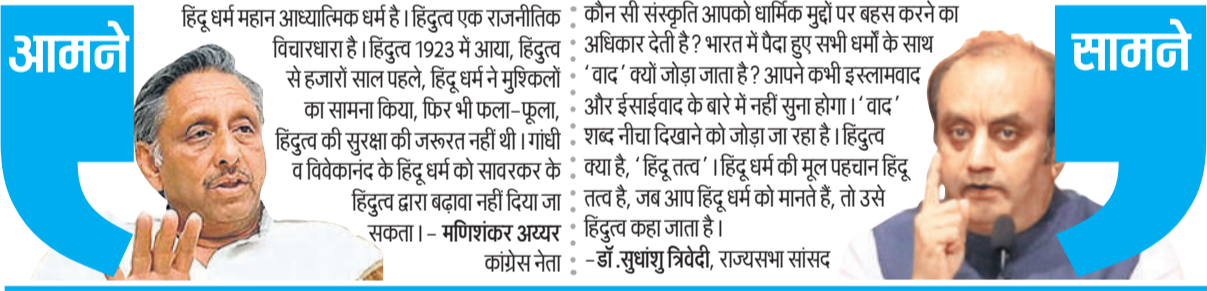 आमने
हिंदू धर्म महान आध्यात्मिक धर्म है। हिंदुत्व एक राजनीतिक
विचारधारा है। हिंदुत्व 1923 में आया, हिंदुत्व
से हजारों साल पहले, हिंदू धर्म ने मुश्किलों
का सामना किया, फिर भी फला-फूला,
हिंदुत्व की सुरक्षा की जरूरत नहीं थी। गांधी
व विवेकानंद के हिंदू धर्म को सावरकर के
हिंदुत्व द्वारा बढ़ावा नहीं दिया जा
सकता। - मणिशंकर अय्यर
कांग्रेस नेता
कौन सी संस्कृति आपको धार्मिक मुद्दों पर बहस करने का
अधिकार देती है? भारत में पैदा हुए सभी धर्मों के साथ
'वाद' क्यों जोड़ा जाता है? आपने कभी इस्लामवाद
और ईसाईवाद के बारे में नहीं सुना होगा। 'वाद'
शब्द नीचा दिखाने को जोड़ा जा रहा है। हिंदुत्व
क्या है, 'हिंदू तत्व'। हिंदू धर्म की मूल पहचान हिंदू
तत्व है, जब आप हिंदू धर्म को मानते हैं, तो उसे
हिंदुत्व कहा जाता है।
-डॉ.सुधांशु त्रिवेदी, राज्यसभा सांसद
सामने